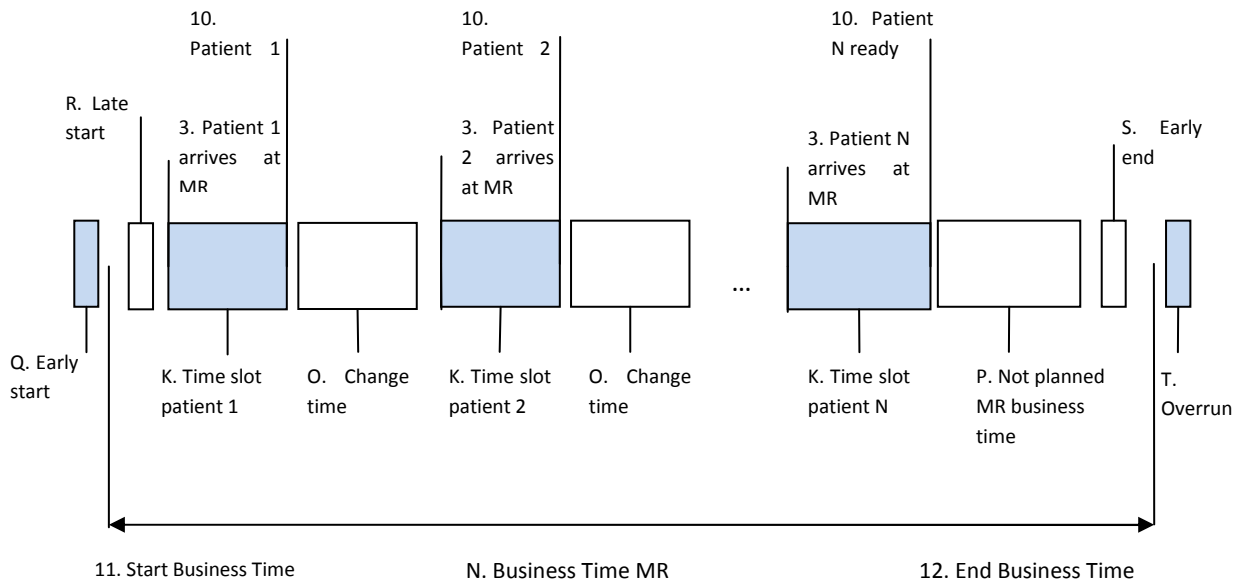 10.
Patient 1
10.
Patient 2
10. Patient
N ready
R. Late
start
3. Patient 1
arrives at
MR
3. Patient
2 arrives
at MR
3. Patient N
arrives at
MR
S. Early
end
...
Q. Early
start
K. Time slot
patient 1
O. Change
time
K. Time slot
patient 2
O. Change
time
K. Time slot
patient N
P. Not planned
MR business
time
T.
Overrun
11. Start Business Time
N. Business Time MR
12. End Business Time